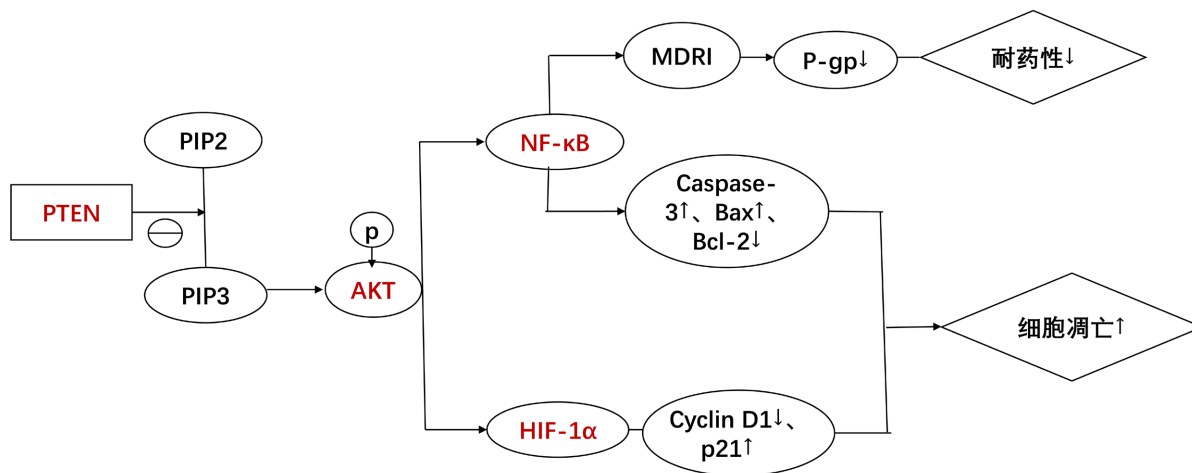 MDRI
P-gp↓
耐药性↓
PIP2
NF-κB
PTEN
Caspase-
3↑、Bax↑、
Bcl-2↓
p
PIP3
AKT
细胞凋亡↑
HIF-1α
Cyclin D1↓、
p21↑